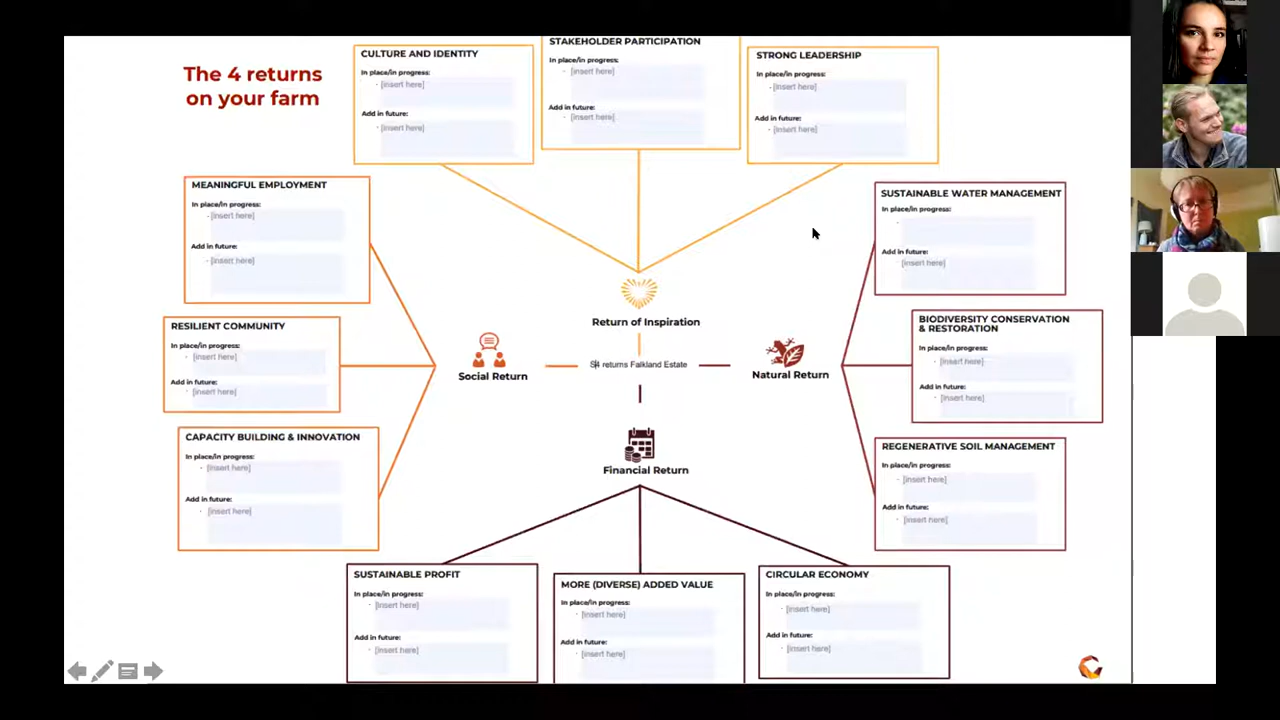 The 4 returns
on your farm
CULTURE AND IDENTITY
In place/in progress:
- [insert here]
Add in future:
- [insert here]
STAKEHOLDER PARTICIPATION
In place/in progress:
- [insert here]
Add in future:
- [insert here]
STRONG LEADERSHIP
In place/in progress:
- [insert here]
Add in future:
- [insert here]
MEANINGFUL EMPLOYMENT
In place/in progress:
- [insert here]
Add in future:
- [insert here]
SUSTAINABLE WATER MANAGEMENT
In place/in progress:
-
Add in future:
[insert here]
RESILIENT COMMUNITY
In place/in progress:
- [insert here]
Add in future:
- [insert here]
Return of Inspiration
Social Return
returns Falkland Estate
Natural Return
BIODIVERSITY CONSERVATION
& RESTORATION
In place/in progress:
- [insert here]
Add in future:
- [insert here]
CAPACITY BUILDING & INNOVATION
In place/in progress:
- [insert here]
Add in future:
- [insert here]
Financial Return
REGENERATIVE SOIL MANAGEMENT
In place/in progress:
- [insert here]
Add in future:
- [insert here]
SUSTAINABLE PROFIT
In place/in progress:
- [insert here]
Add in future:
- [insert here]
MORE (DIVERSE) ADDED VALUE
In place/in progress:
- [insert here]
Add in future:
- [insert here]
CIRCULAR ECONOMY
In place/in progress:
- [insert here]
Add in future:
- [insert here]